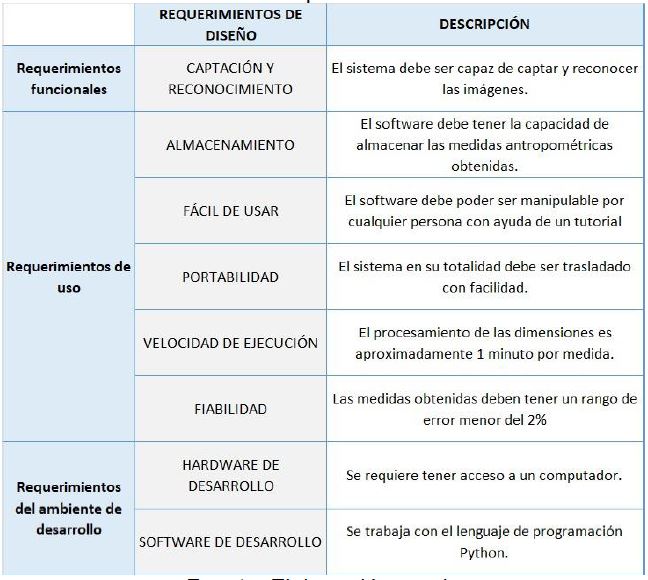 REQUERIMIENTOS DE
DISEÑO
DESCRIPCIÓN
Requerimientos
funcionales
CAPTACIÓN Y
RECONOCIMIENTO
El sistema debe ser capaz de captar y reconocer
las imágenes.
Requerimientos de
uso
ALMACENAMIENTO
El software debe tener la capacidad de
almacenar las medidas antropométricas
obtenidas.
FÁCIL DE USAR
El software debe poder ser manipulable por
cualquier persona con ayuda de un tutorial
PORTABILIDAD
El sistema en su totalidad debe ser trasladado
con facilidad.
VELOCIDAD DE EJECUCIÓN
El procesamiento de las dimensiones es
aproximadamente 1 minuto por medida.
FIABILIDAD
Las medidas obtenidas deben tener un rango de
error menor del 2%
Requerimientos
del ambiente de
desarrollo
HARDWARE DE
DESARROLLO
Se requiere tener acceso a un computador.
SOFTWARE DE DESARROLLO
Se trabaja con el lenguaje de programación
Python.